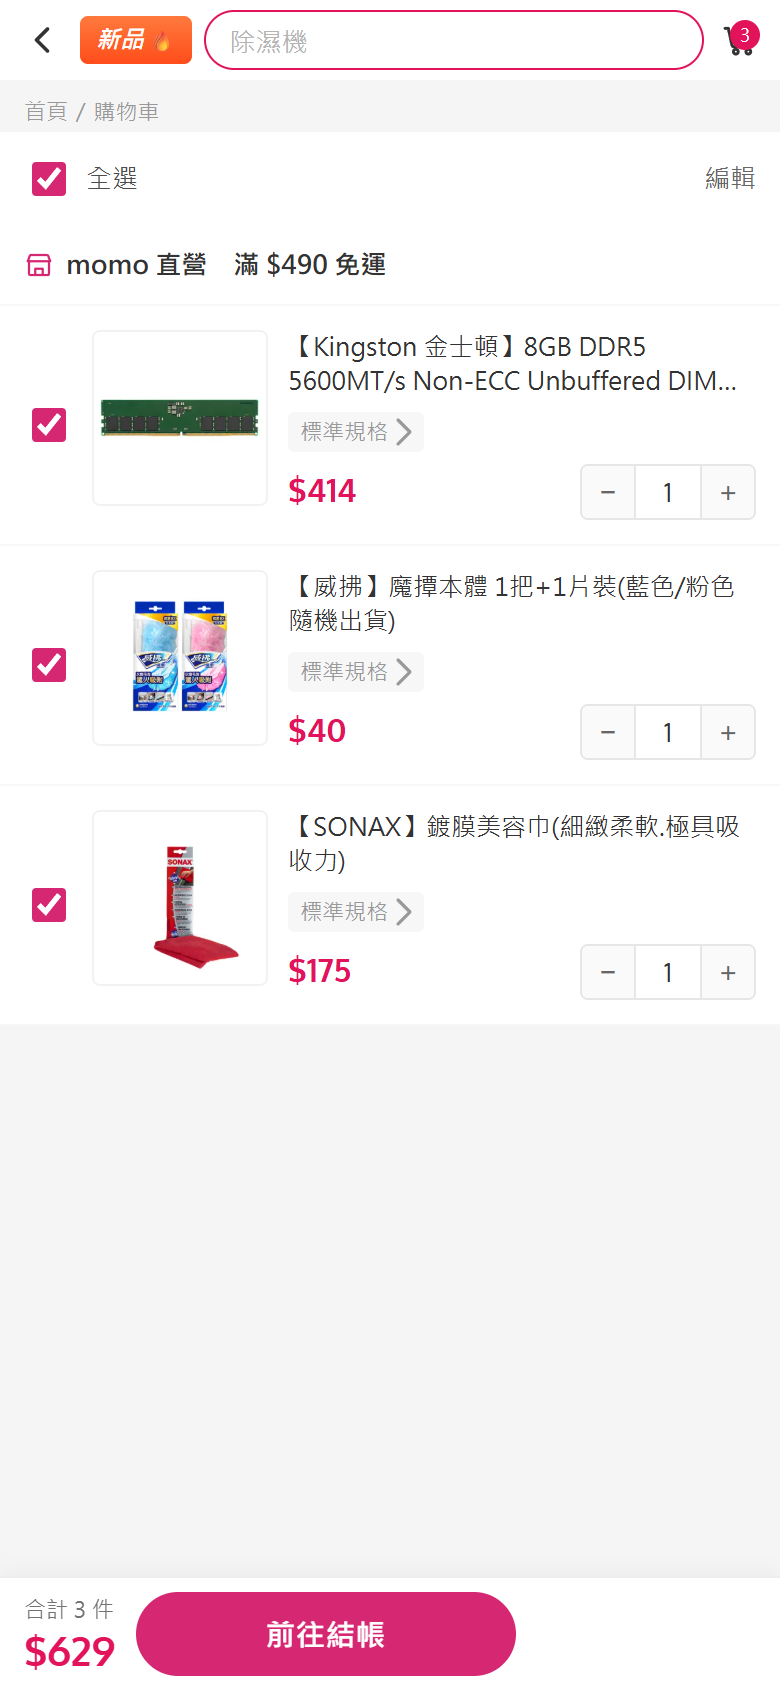 新品
除濕機
3
首頁 / 購物車
全選
編輯
momo 直營 滿 $490 免運
【Kingston 金士頓】8GB DDR5
5600MT/s Non-ECC Unbuffered DIM...
標準規格
$414
− 1 +
【威拂】魔撢本體 1把+1片裝(藍色/粉色
隨機出貨)
標準規格
$40
− 1 +
【SONAX】鍍膜美容巾(細緻柔軟.極具吸
收力)
SONAX
標準規格
$175
− 1 +
合計 3 件
$629
前往結帳